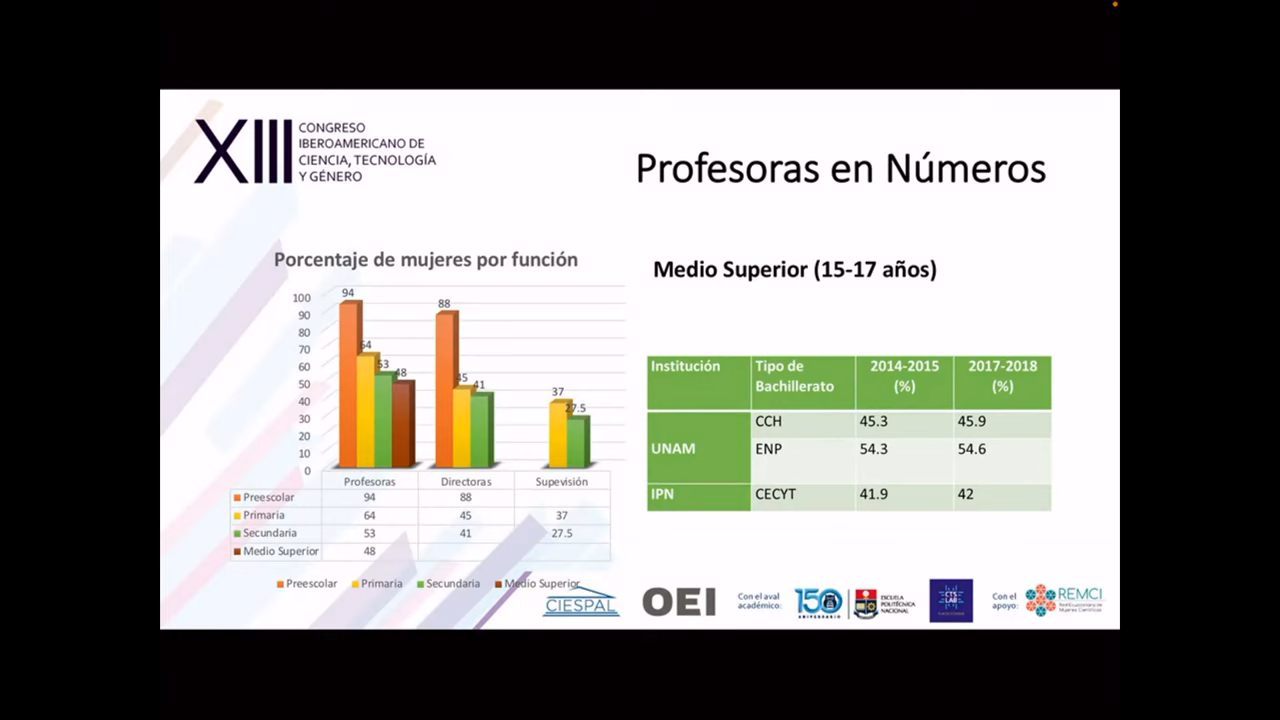 XIII
CONGRESO
IBEROAMERICANO DE
CIENCIA, TECNOLOGÍA
Y GÉNERO
Profesoras en Números
Porcentaje de mujeres por función
100
90
80
70
60
50
40
30
20
10
0
94
64
53
48
88
45
41
37
27.5
Profesoras Directoras Supevisión
Preescolar 94 88
Primaria 64 45 37
Secundaria 53 41 27.5
Medio Superior 48
Preescolar Primaria Secundaria Medio Superior
Medio Superior (15-17 años)
Institución Tipo de Bachillerato 2014-2015 (%) 2017-2018 (%)
UNAM CCH 45.3 45.9
ENP 54.3 54.6
IPN CECYT 41.9 42
CIESPAL
OEI
Con el aval
académico:
150
ANIVERSARIO
ESCUELA
POLITÉCNICA
NACIONAL
CTS
LAB
Con el
apoyo:
REMCI
Red Ecuatoriana de
Mujeres Científicas